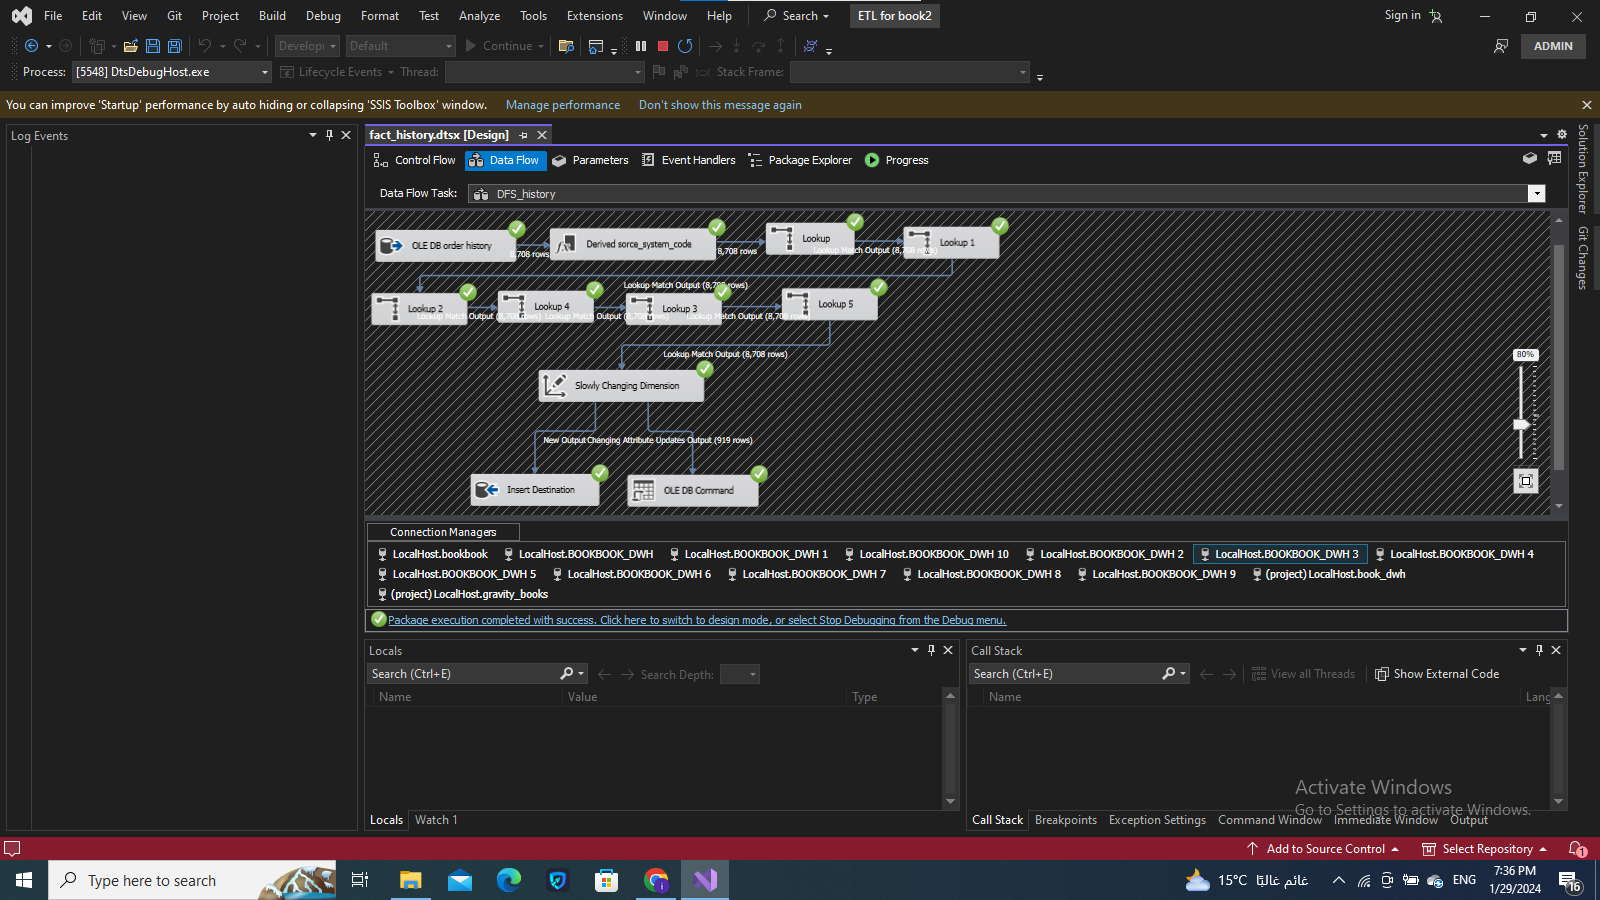 File Edit View Git Project Build Debug Format Test Analyze Tools Extensions Window Help Search ETL for book2 Sign in
Develop Default Continue ADMIN
Process: [5548] DtsDebugHost.exe Lifecycle Events Thread: Stack Frame:
You can improve 'Startup' performance by auto hiding or collapsing 'SSIS Toolbox' window. Manage performance Don't show this message again
Log Events
fact_history.dtsx [Design]
Control Flow Data Flow Parameters Event Handlers Package Explorer Progress
Data Flow Task: DFS_history
Solution Explorer
Git Changes
OLE DB order history
8,708 rows
Derived sorce_system_code
8,708 rows
Lookup
Lookup Match Output (8,708 rows)
Lookup 1
Lookup Match Output (8,708 rows)
Lookup 2
Lookup Match Output (8,708 rows)
Lookup 4
Lookup Match Output (8,708 rows)
Lookup 3
Lookup Match Output (8,708 rows)
Lookup 5
Lookup Match Output (8,708 rows)
Slowly Changing Dimension
New Output Changing Attribute Updates Output (919 rows)
Insert Destination
OLE DB Command
80%
Connection Managers
LocalHost.bookbook LocalHost.BOOKBOOK_DWH LocalHost.BOOKBOOK_DWH 1 LocalHost.BOOKBOOK_DWH 10 LocalHost.BOOKBOOK_DWH 2 LocalHost.BOOKBOOK_DWH 3 LocalHost.BOOKBOOK_DWH 4
LocalHost.BOOKBOOK_DWH 5 LocalHost.BOOKBOOK_DWH 6 LocalHost.BOOKBOOK_DWH 7 LocalHost.BOOKBOOK_DWH 8 LocalHost.BOOKBOOK_DWH 9 (project) LocalHost.book_dwh
(project) LocalHost.gravity_books
Package execution completed with success. Click here to switch to design mode, or select Stop Debugging from the Debug menu.
Locals
Search (Ctrl+E) Search Depth:
Name Value Type
Locals Watch 1
Call Stack
Search (Ctrl+E) View all Threads Show External Code
Name Lang
Activate Windows
Go to Settings to activate Windows.
Call Stack Breakpoints Exception Settings Command Window Immediate Window Output
Add to Source Control Select Repository 1
Type here to search
15°C غائم غالبًا ENG
7:36 PM
1/29/2024
16